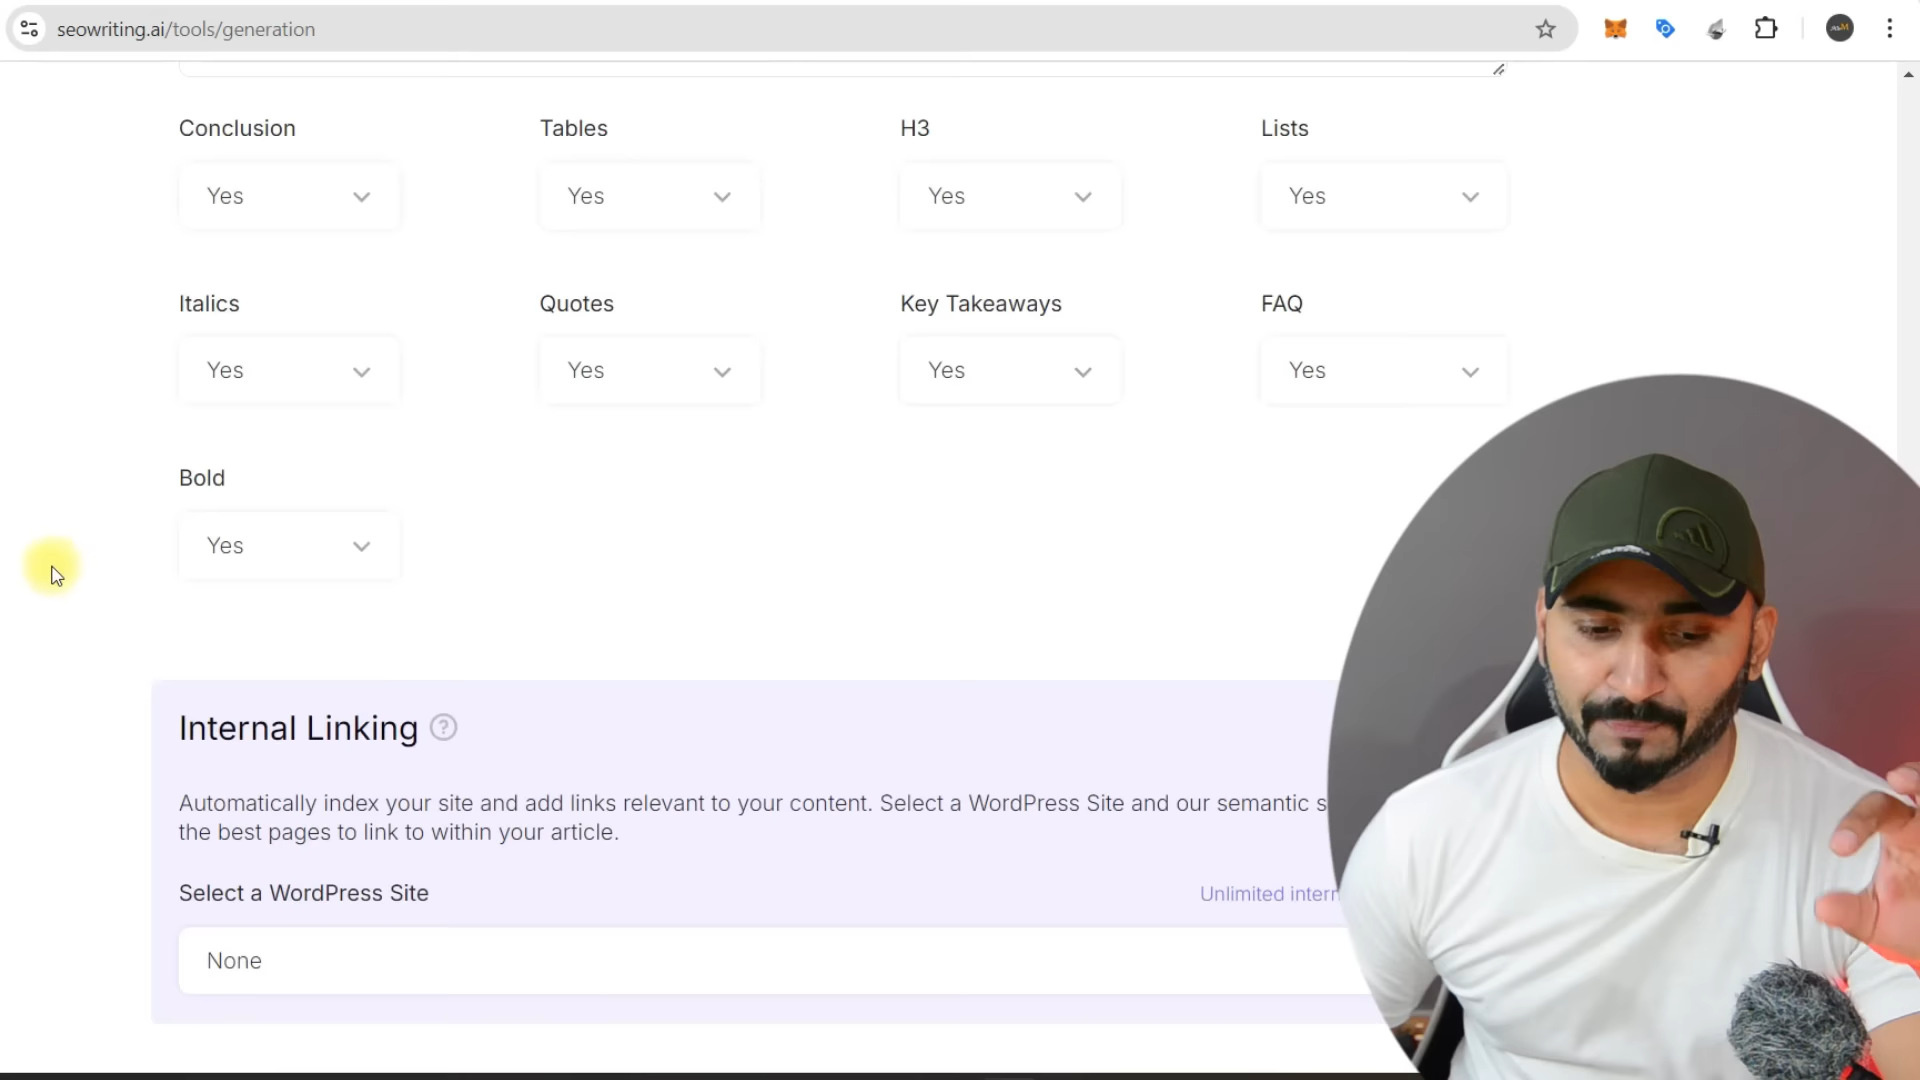 seowriting.ai/tools/generation
Conclusion Tables H3 Lists
Yes Yes Yes Yes
Italics Quotes Key Takeaways FAQ
Yes Yes Yes Yes
Bold
Yes
Internal Linking ?
Automatically index your site and add links relevant to your content. Select a WordPress Site and our semantic s
the best pages to link to within your article.
Select a WordPress Site Unlimited intern
None